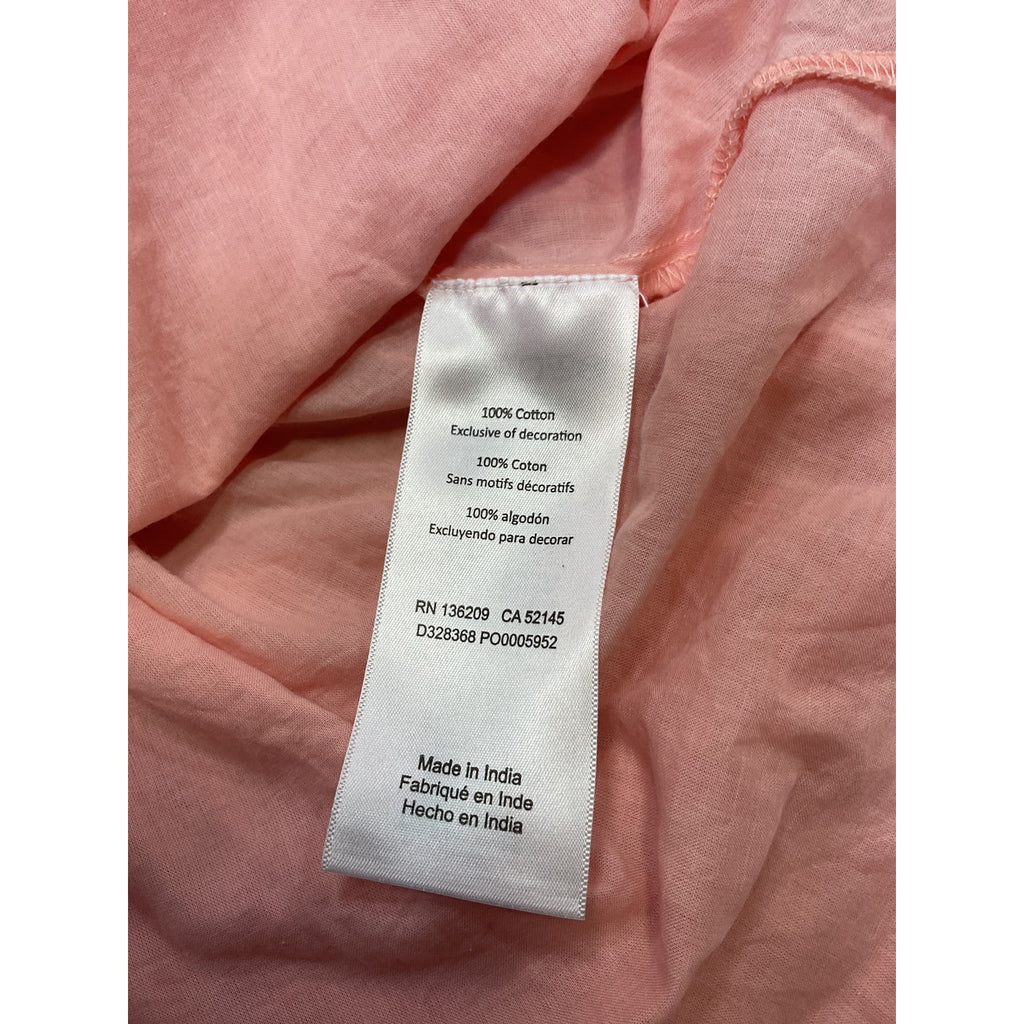 100% Cotton
Exclusive of decoration
100% Coton
Sans motifs décoratifs
100% algodón
Excluyendo para decorar
RN 136209 CA 52145
D328368 PO0005952
Made in India
Fabriqué en Inde
Hecho en India